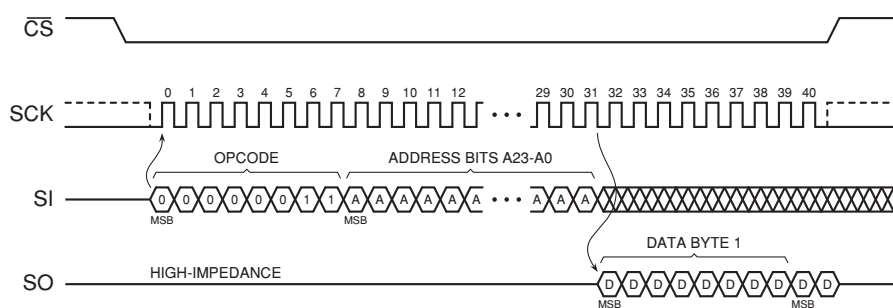 CS
0 1 2 3 4 5 6 7 8 9 10 11 12 29 30 31 32 33 34 35 36 37 38 39 40
SCK
OPCODE ADDRESS BITS A23-A0
SI 0 0 0 0 0 0 1 1 A A A A A A A A A
MSB MSB
DATA BYTE 1
SO HIGH-IMPEDANCE D D D D D D D D D D
MSB MSB